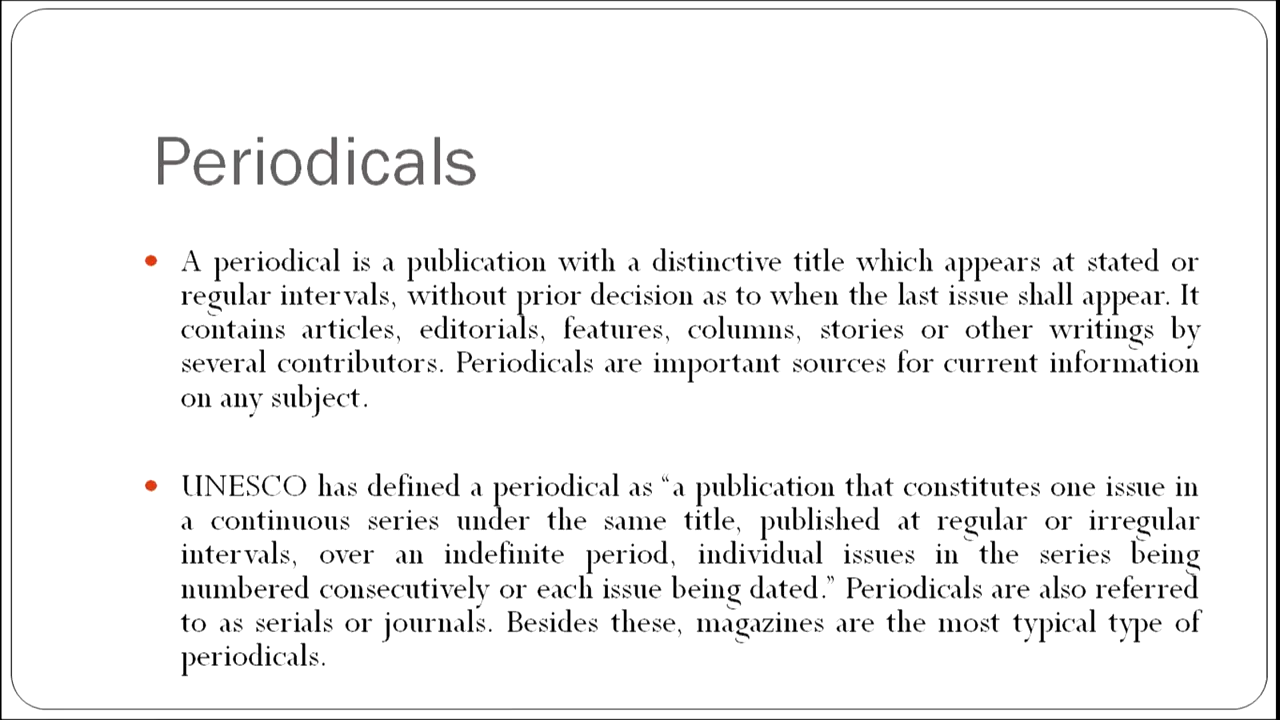 Periodicals
• A periodical is a publication with a distinctive title which appears at stated or
regular intervals, without prior decision as to when the last issue shall appear. It
contains articles, editorials, features, columns, stories or other writings by
several contributors. Periodicals are important sources for current information
on any subject.
• UNESCO has defined a periodical as “a publication that constitutes one issue in
a continuous series under the same title, published at regular or irregular
intervals, over an indefinite period, individual issues in the series being
numbered consecutively or each issue being dated.” Periodicals are also referred
to as serials or journals. Besides these, magazines are the most typical type of
periodicals.